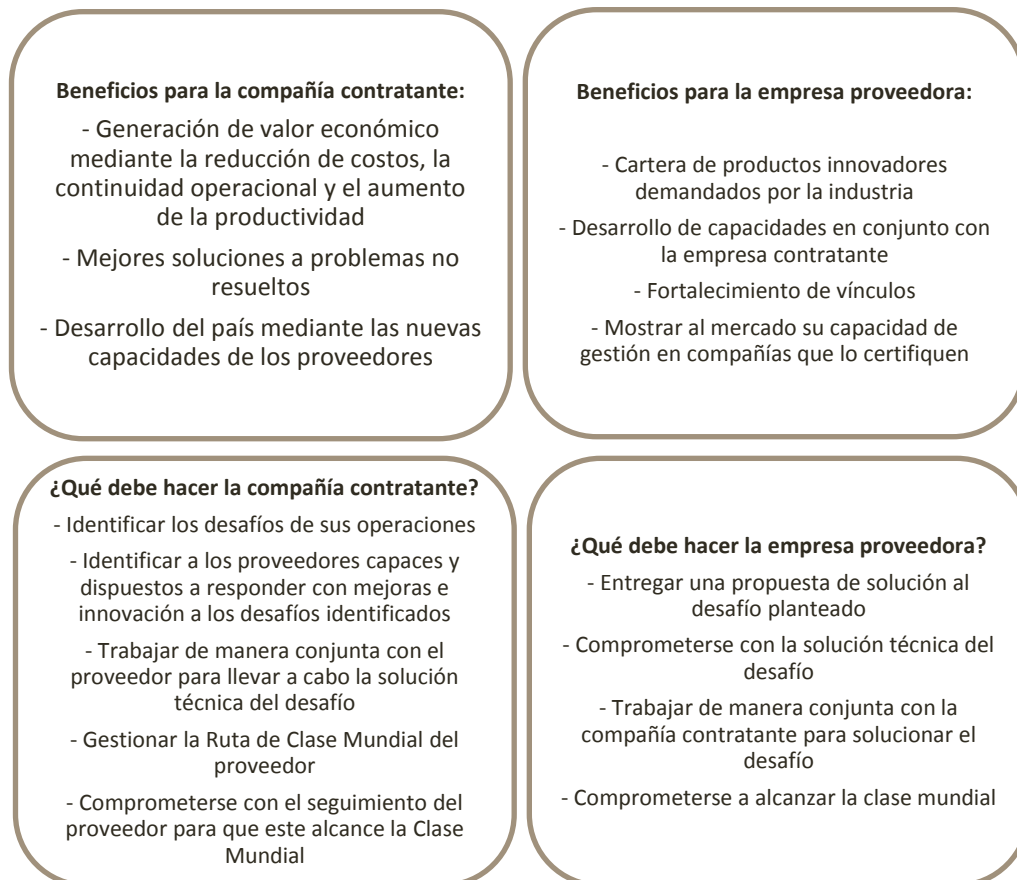 Beneficios para la compañía contratante:
- Generación de valor económico
mediante la reducción de costos, la
continuidad operacional y el aumento
de la productividad
- Mejores soluciones a problemas no
resueltos
- Desarrollo del país mediante las nuevas
capacidades de los proveedores
Beneficios para la empresa proveedora:
- Cartera de productos innovadores
demandados por la industria
- Desarrollo de capacidades en conjunto con
la empresa contratante
- Fortalecimiento de vínculos
- Mostrar al mercado su capacidad de
gestión en compañías que lo certifiquen
¿Qué debe hacer la compañía contratante?
- Identificar los desafíos de sus operaciones
- Identificar a los proveedores capaces y
dispuestos a responder con mejoras e
innovación a los desafíos identificados
- Trabajar de manera conjunta con el
proveedor para llevar a cabo la solución
técnica del desafío
- Gestionar la Ruta de Clase Mundial del
proveedor
- Comprometerse con el seguimiento del
proveedor para que este alcance la Clase
Mundial
¿Qué debe hacer la empresa proveedora?
- Entregar una propuesta de solución al
desafío planteado
- Comprometerse con la solución técnica del
desafío
- Trabajar de manera conjunta con la
compañía contratante para solucionar el
desafío
- Comprometerse a alcanzar la clase mundial